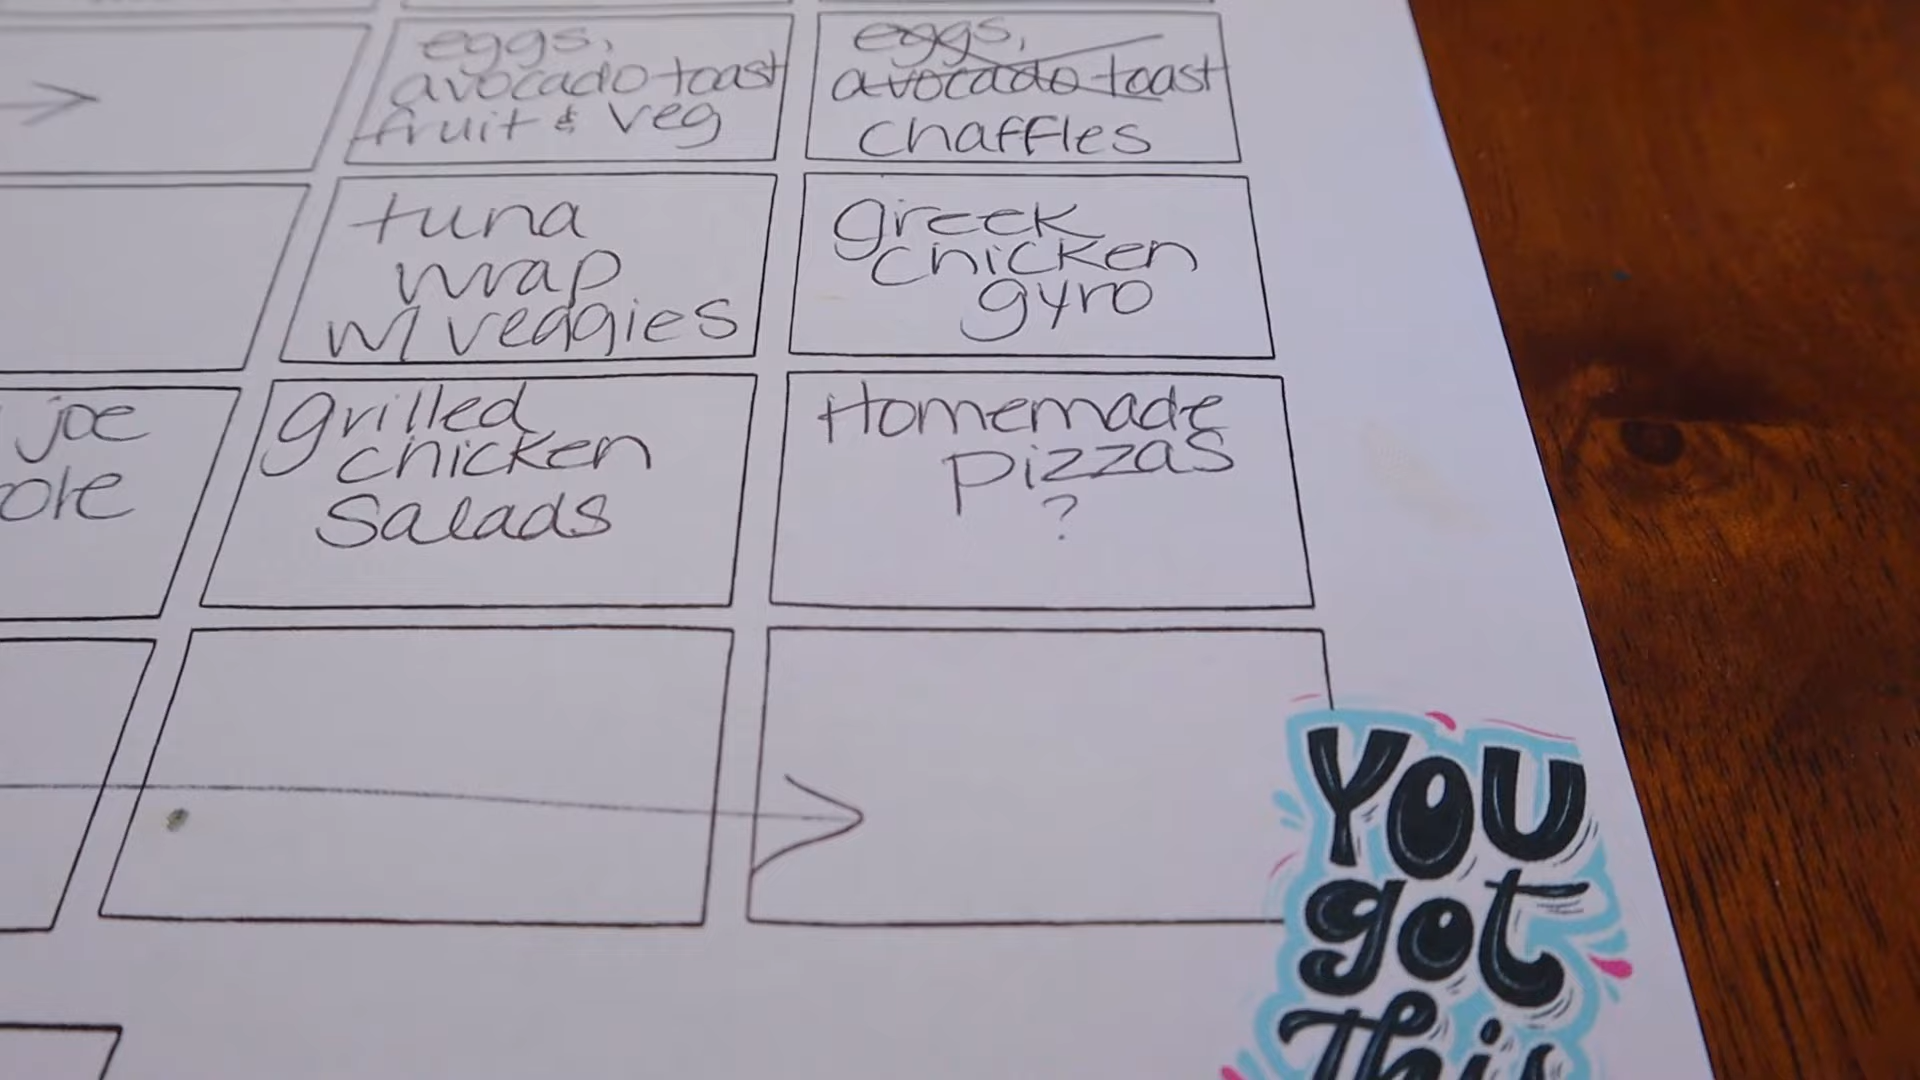 eggs,
avocado toast
fruit & veg
eggs,
avocado toast
chaffles
tuna
wrap
w/ veggies
greek
chicken
gyro
joe
grilled
chicken
Salads
Homemade
pizzas
?
YOU
got
This